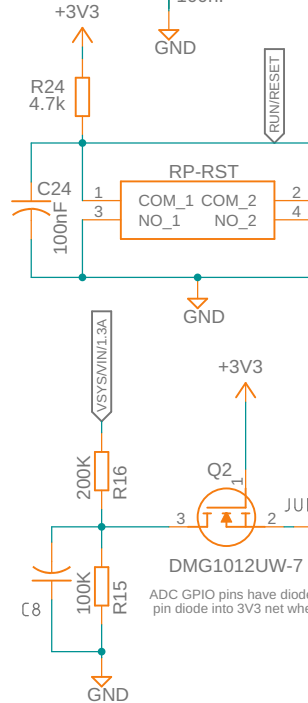 100nF
+3V3
GND
R24
4.7k
RUN/RESET
C24
100nF
RP-RST
1 COM_1 COM_2 2
3 NO_1 NO_2 4
GND
VSYS/VIN/1.3A
+3V3
200K
R16
Q2
1
3
2
DMG1012UW-7
C8
100K
R15
ADC GPIO pins have
pin diode into 3V3 net
GND